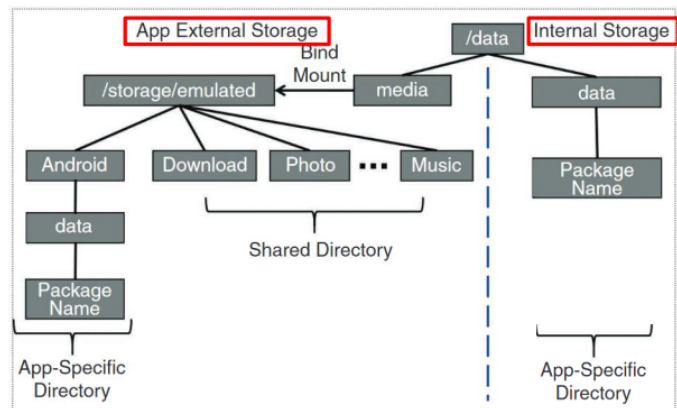 App External Storage
/data
Internal Storage
Bind
Mount
/storage/emulated
media
data
Android
Download
Photo
Music
Package
Name
data
Shared Directory
Package
Name
App-Specific
Directory
App-Specific
Directory